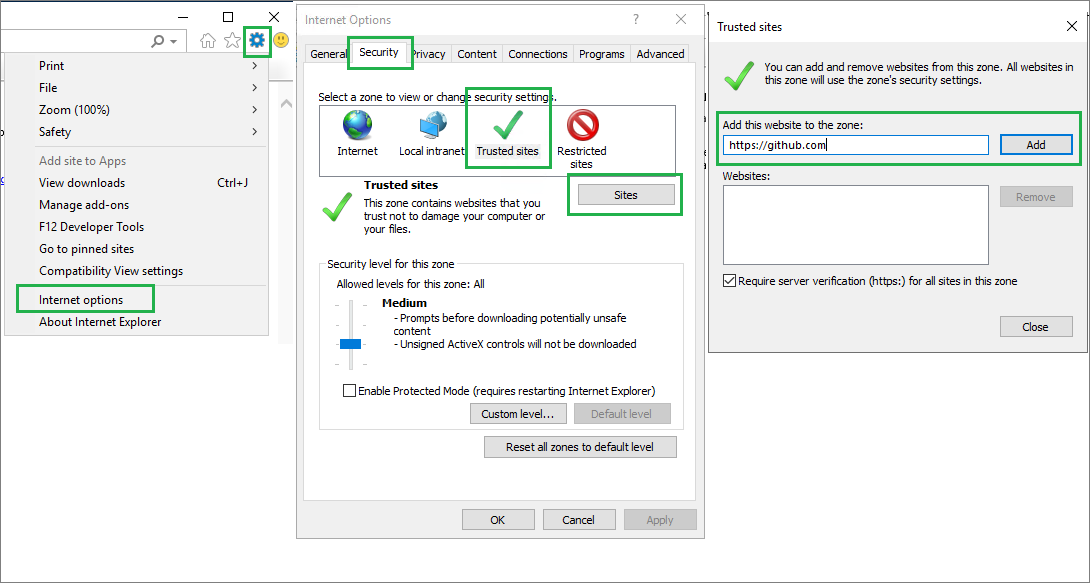 Print
File
Zoom (100%)
Safety
Add site to Apps
View downloads Ctrl+J
Manage add-ons
F12 Developer Tools
Go to pinned sites
Compatibility View settings
Internet options
About Internet Explorer
Internet Options
General Security Privacy Content Connections Programs Advanced
Select a zone to view or change security settings.
Internet
Local intranet
Trusted sites
Restricted
sites
Trusted sites
Sites
This zone contains websites that you
trust not to damage your computer or
your files.
Security level for this zone
Allowed levels for this zone: All
Medium
- Prompts before downloading potentially unsafe
content
- Unsigned ActiveX controls will not be downloaded
Enable Protected Mode (requires restarting Internet Explorer)
Custom level... Default level
Reset all zones to default level
OK Cancel Apply
Trusted sites
You can add and remove websites from this zone. All websites in
this zone will use the zone's security settings.
Add this website to the zone:
https://github.com Add
Websites:
Remove
Require server verification (https:) for all sites in this zone
Close